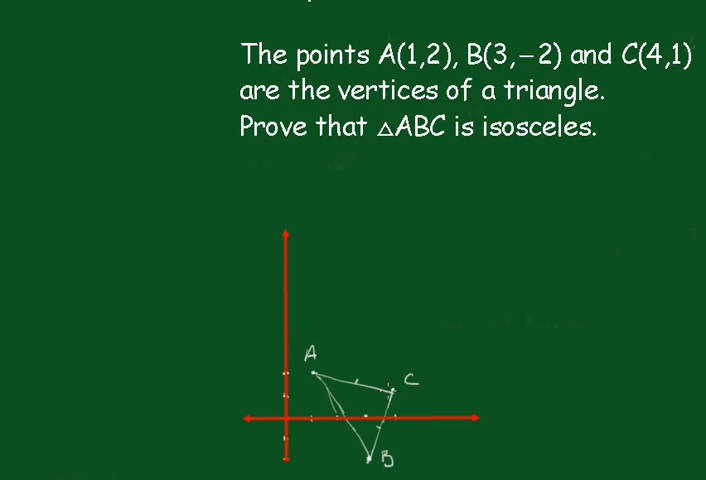 The points A(1,2), B(3,−2) and C(4,1)
are the vertices of a triangle.
Prove that △ABC is isosceles.
A
C
B